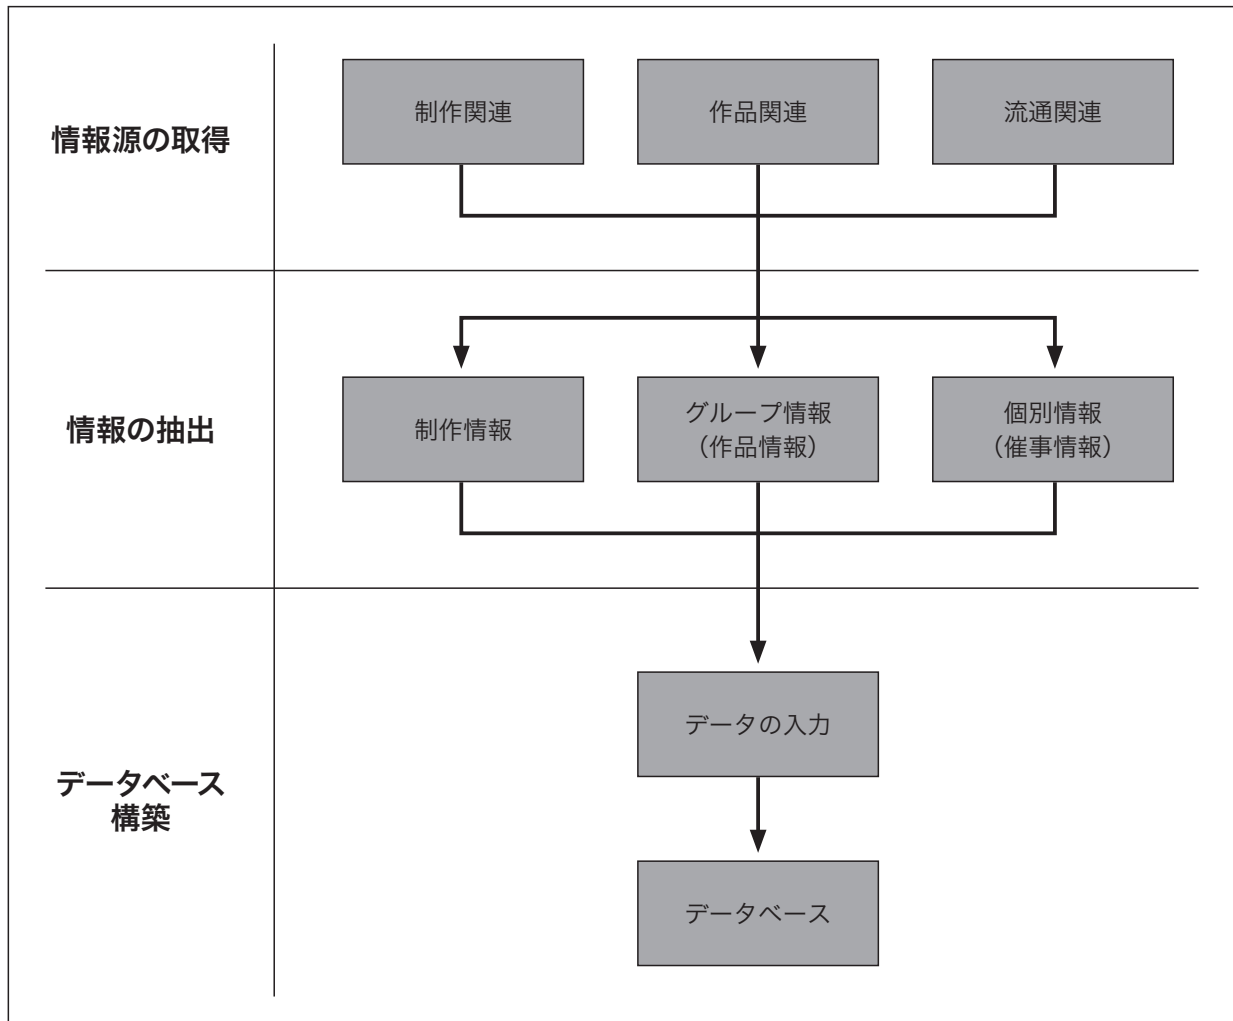 情報源の取得
制作関連
作品関連
流通関連
情報の抽出
制作情報
グループ情報
（作品情報）
個別情報
（催事情報）
データベース
構築
データの入力
データベース